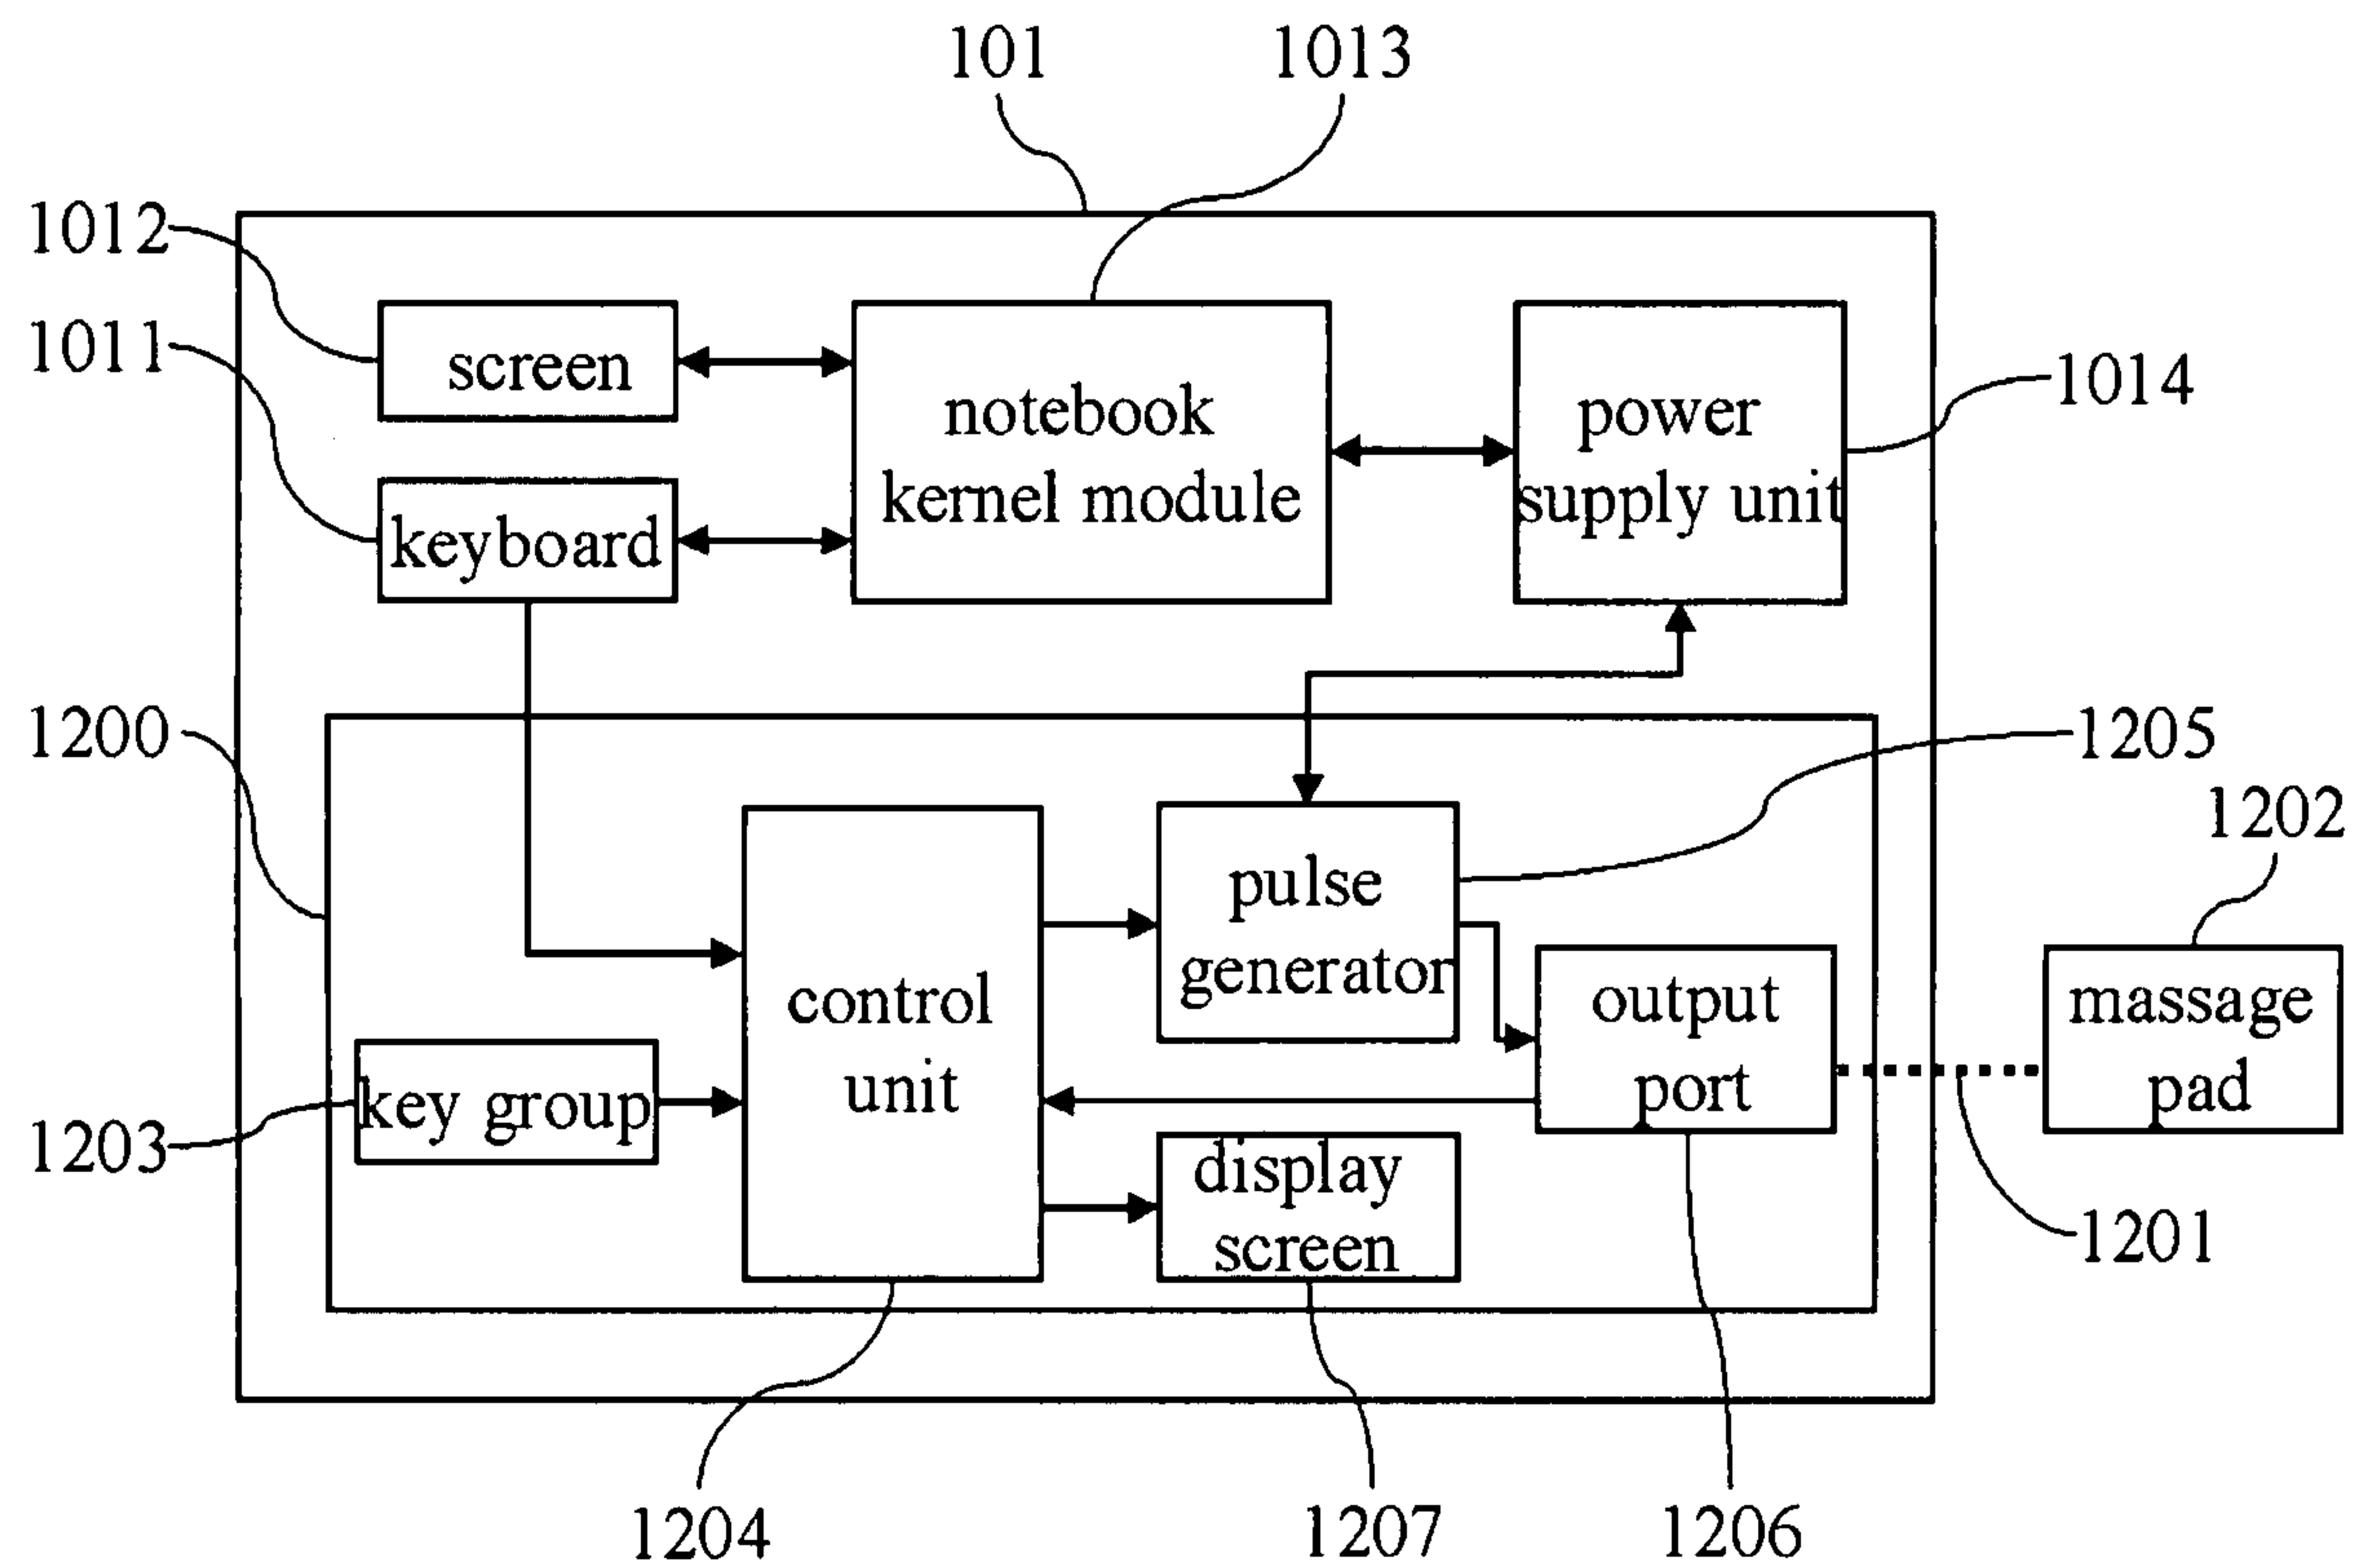 101
1013
1012
screen
1011
notebook
kernel module
power
supply unit
1014
keyboard
1200
1205
1202
pulse
generator
control
unit
output
port
massage
pad
key group
1203
display
screen
1201
1204
1207
1206